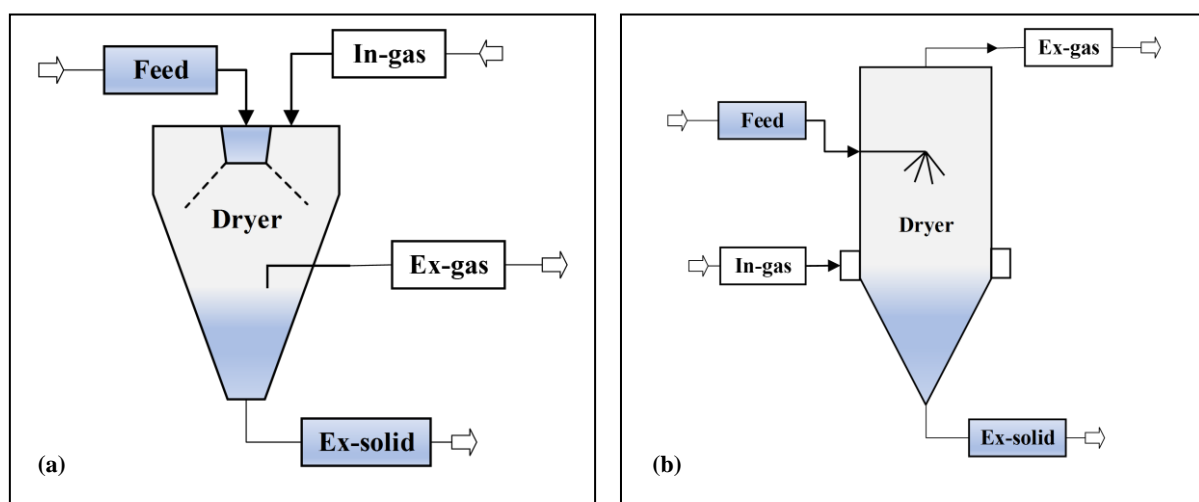 Feed
In-gas
Dryer
Ex-gas
Ex-solid
(a)
Ex-gas
Feed
Dryer
In-gas
Ex-solid
(b)